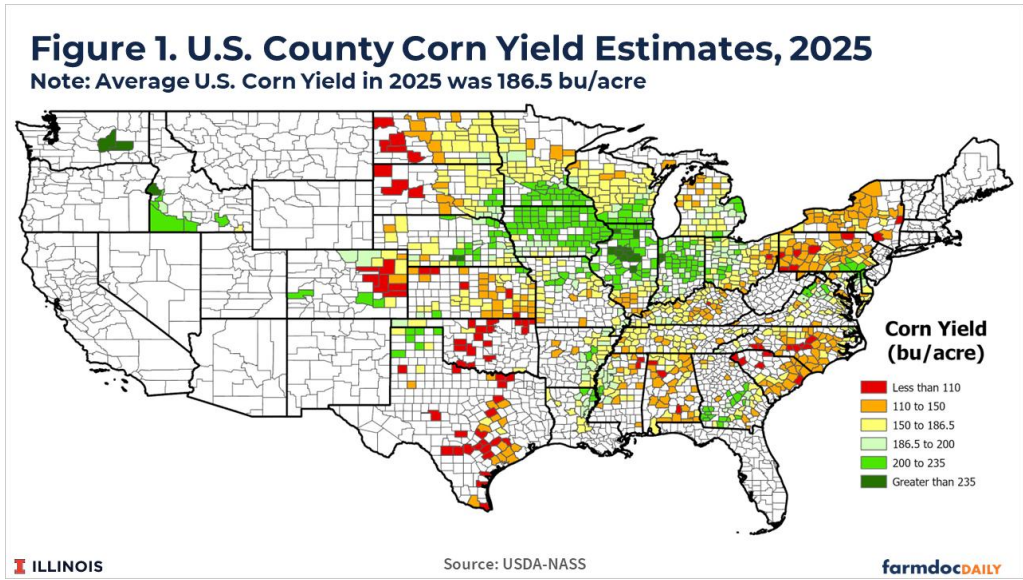 Figure 1. U.S. County Corn Yield Estimates, 2025
Note: Average U.S. Corn Yield in 2025 was 186.5 bu/acre
Corn Yield
(bu/acre)
Less than 110
110 to 150
150 to 186.5
186.5 to 200
200 to 235
Greater than 235
I ILLINOIS
Source: USDA-NASS
farmdocDAILY